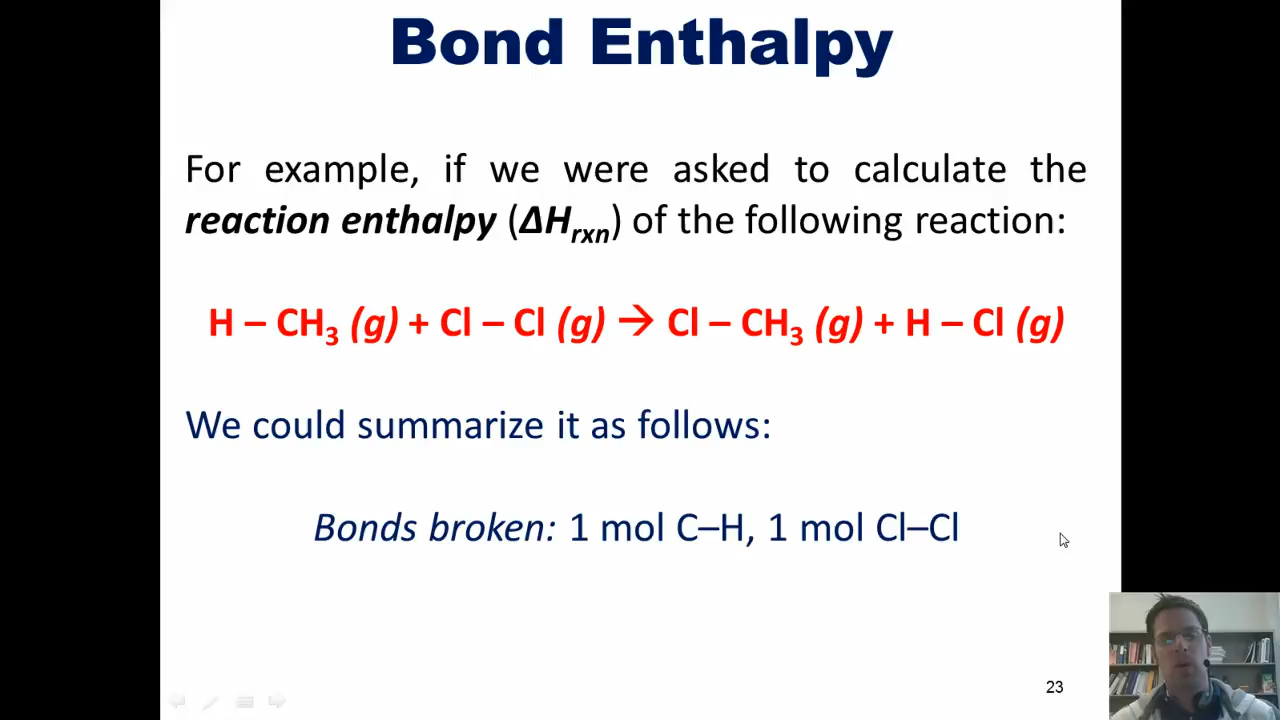 Bond Enthalpy
For example, if we were asked to calculate the
reaction enthalpy (ΔHrxn) of the following reaction:
H – CH₃ (g) + Cl – Cl (g) → Cl – CH₃ (g) + H – Cl (g)
We could summarize it as follows:
Bonds broken: 1 mol C–H, 1 mol Cl–Cl
23